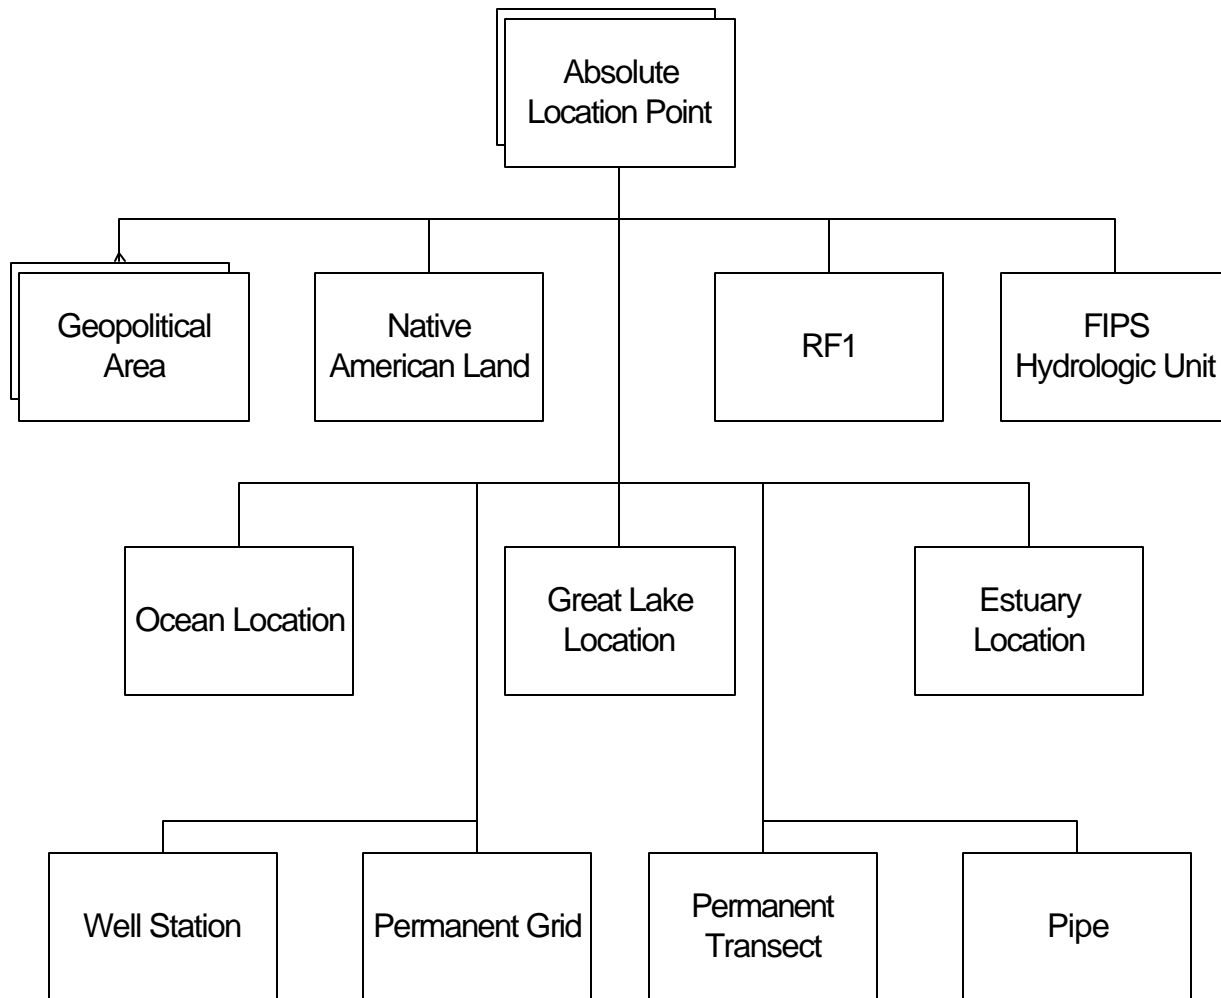 Absolute
Location Point
Geopolitical
Area
Native
American Land
RF1
FIPS
Hydrologic Unit
Ocean Location
Great Lake
Location
Estuary
Location
Well Station
Permanent Grid
Permanent
Transect
Pipe